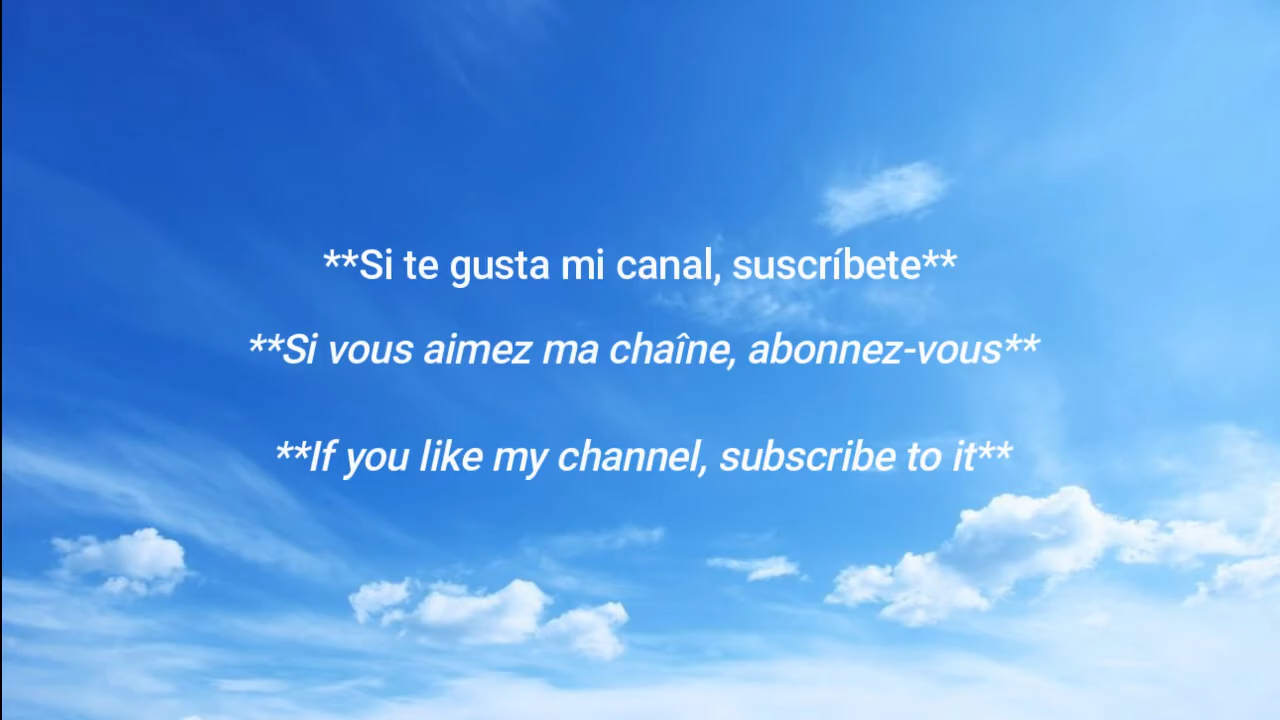 **Si te gusta mi canal, suscríbete**
**Si vous aimez ma chaîne, abonnez-vous**
**If you like my channel, subscribe to it**